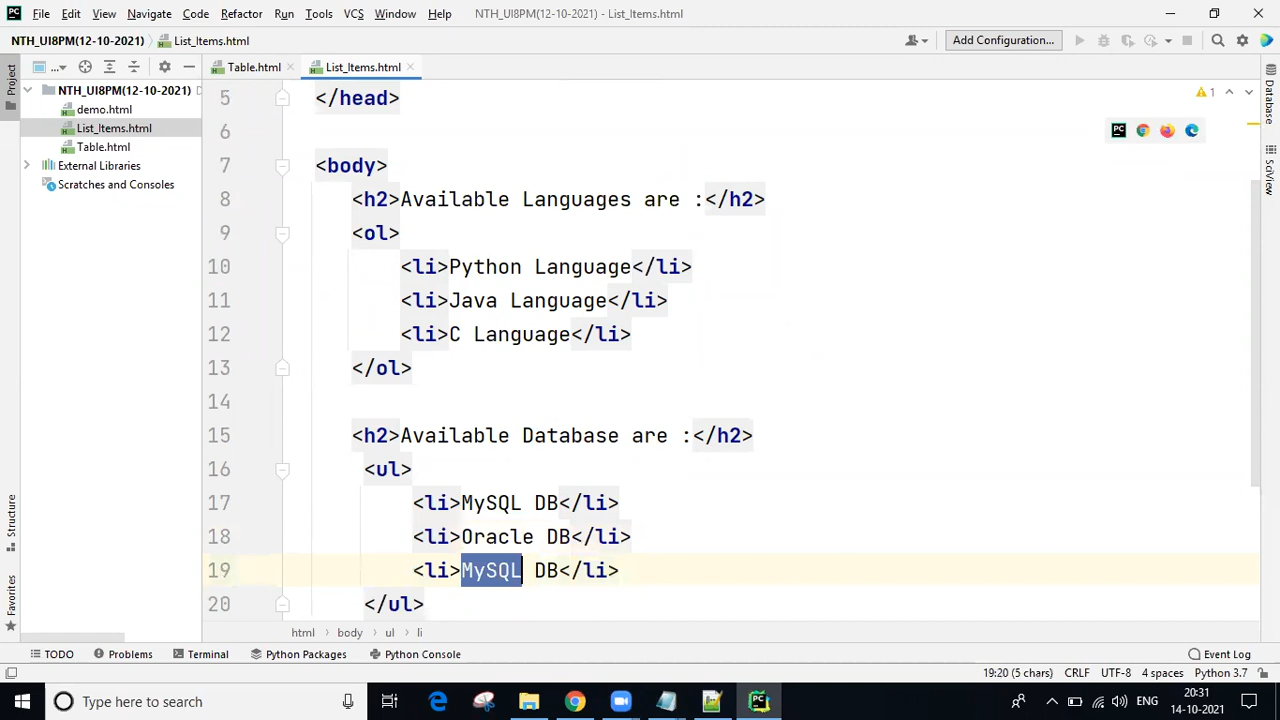 File Edit View Navigate Code Refactor Run Tools VCS Window Help NTH_UI8PM(12-10-2021) - List_Items.html
NTH_UI8PM(12-10-2021) List_Items.html Add Configuration...
Project
... Table.html List_Items.html
NTH_UI8PM(12-10-2021) D
demo.html
List_Items.html
Table.html
External Libraries
Scratches and Consoles
5 </head>
6
7 <body>
8 <h2>Available Languages are :</h2>
9 <ol>
10 <li>Python Language</li>
11 <li>Java Language</li>
12 <li>C Language</li>
13 </ol>
14
15 <h2>Available Database are :</h2>
16 <ul>
17 <li>MySQL DB</li>
18 <li>Oracle DB</li>
19 <li>MySQL DB</li>
20 </ul>
1
Database
SciView
Structure
Favorites
html body ul li
TODO Problems Terminal Python Packages Python Console Event Log
19:20 (5 chars) CRLF UTF-8 4 spaces Python 3.7
Type here to search
ENG
20:31
14-10-2021